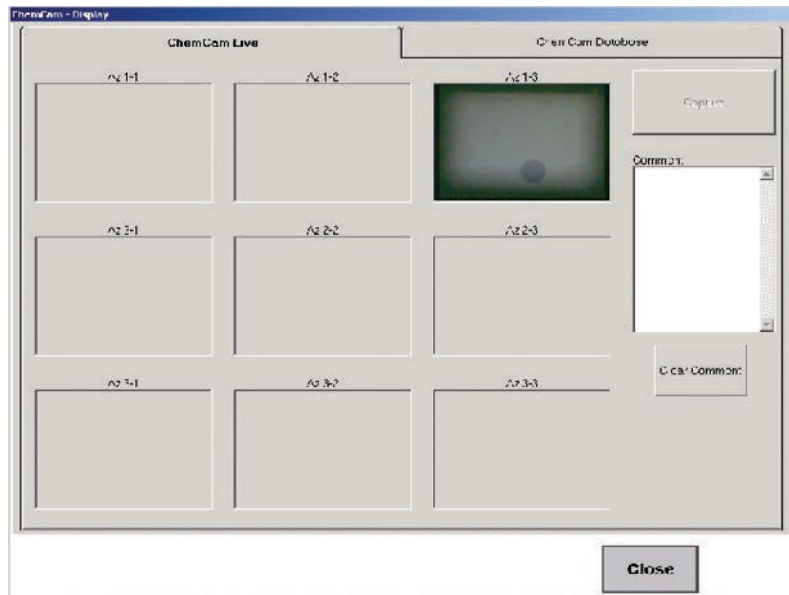 ChemCam - Display
ChemCam Live
ChemCam Database
Az 1-1
Az 1-2
Az 1-3
Capture
Comment
Az 2-1
Az 2-2
Az 2-3
Az 3-1
Az 3-2
Az 3-3
Clear Comment
Close